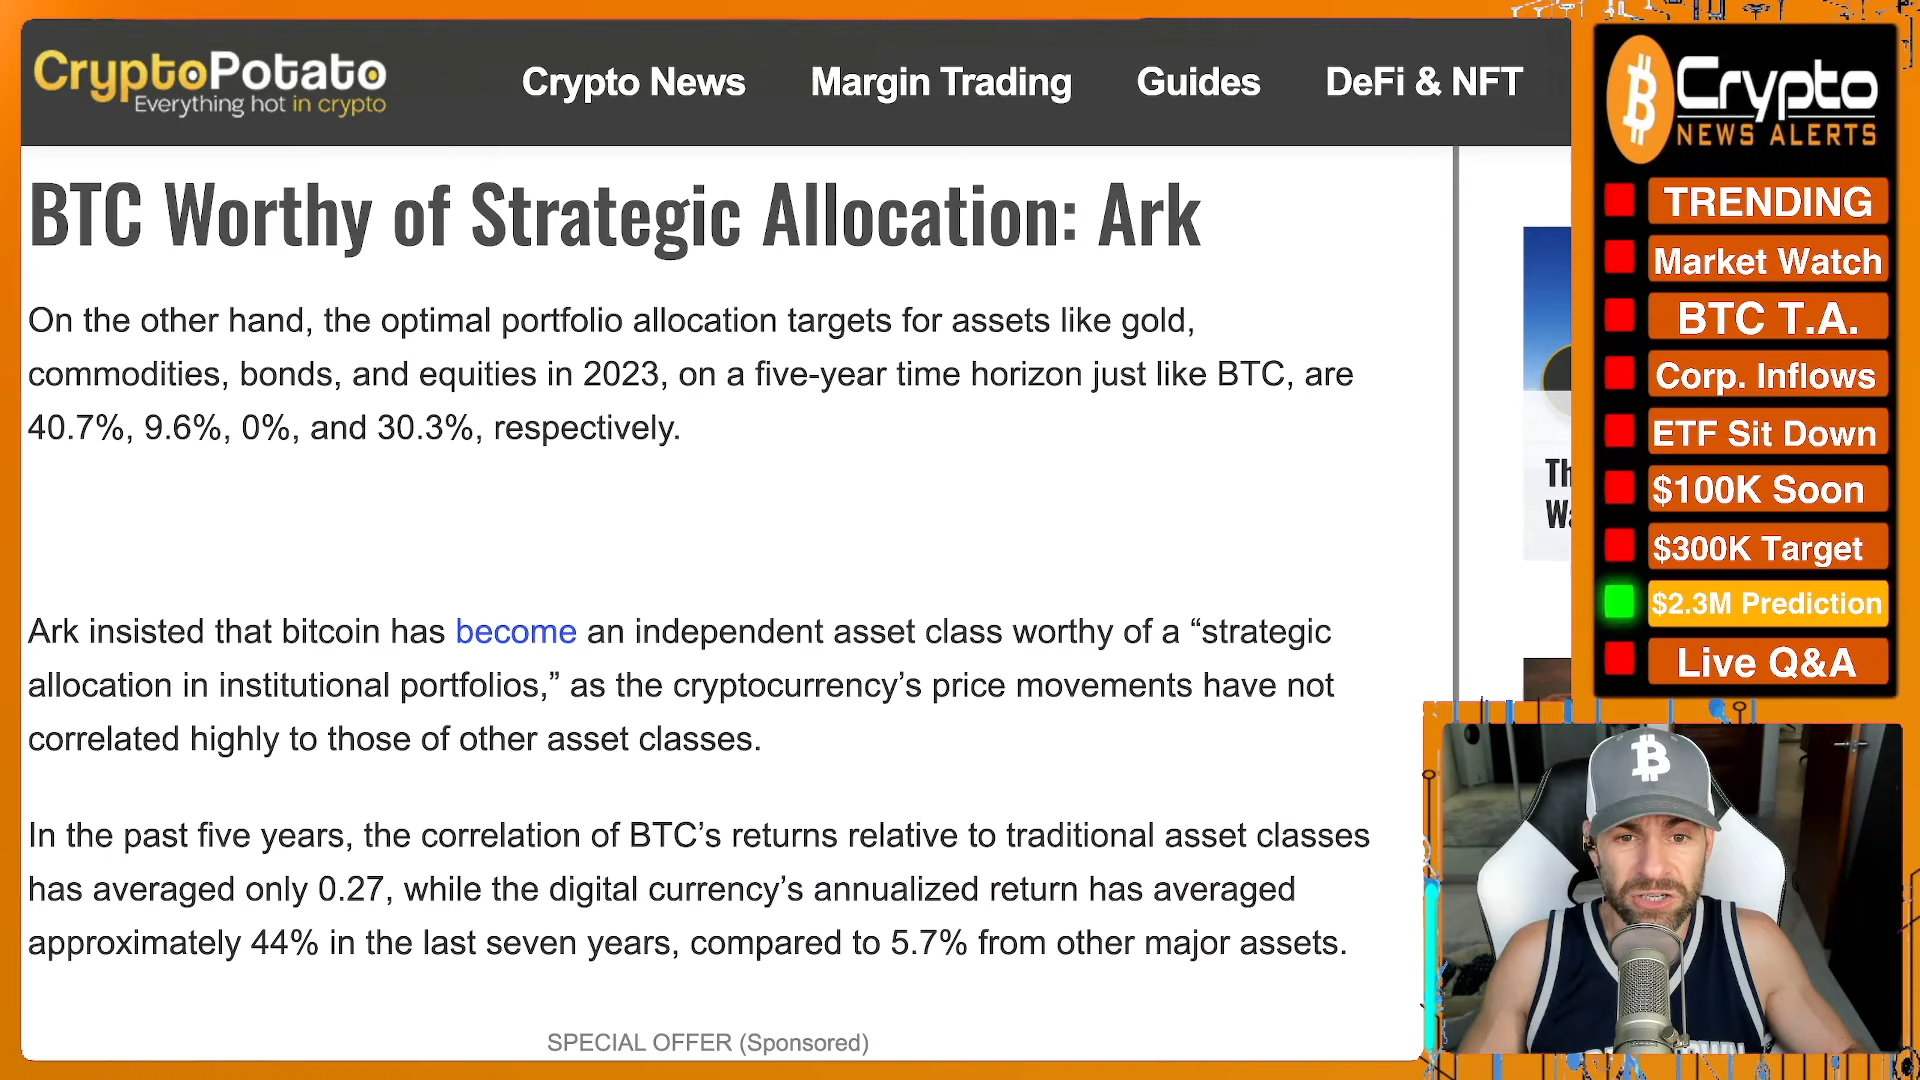 CryptoPotato
Everything hot in crypto
Crypto News
Margin Trading
Guides
DeFi & NFT
BTC Worthy of Strategic Allocation: Ark
On the other hand, the optimal portfolio allocation targets for assets like gold,
commodities, bonds, and equities in 2023, on a five-year time horizon just like BTC, are
40.7%, 9.6%, 0%, and 30.3%, respectively.
Ark insisted that bitcoin has become an independent asset class worthy of a “strategic
allocation in institutional portfolios,” as the cryptocurrency’s price movements have not
correlated highly to those of other asset classes.
In the past five years, the correlation of BTC’s returns relative to traditional asset classes
has averaged only 0.27, while the digital currency’s annualized return has averaged
approximately 44% in the last seven years, compared to 5.7% from other major assets.
SPECIAL OFFER (Sponsored)
Crypto
NEWS ALERTS
TRENDING
Market Watch
BTC T.A.
Corp. Inflows
ETF Sit Down
$100K Soon
$300K Target
$2.3M Prediction
Live Q&A